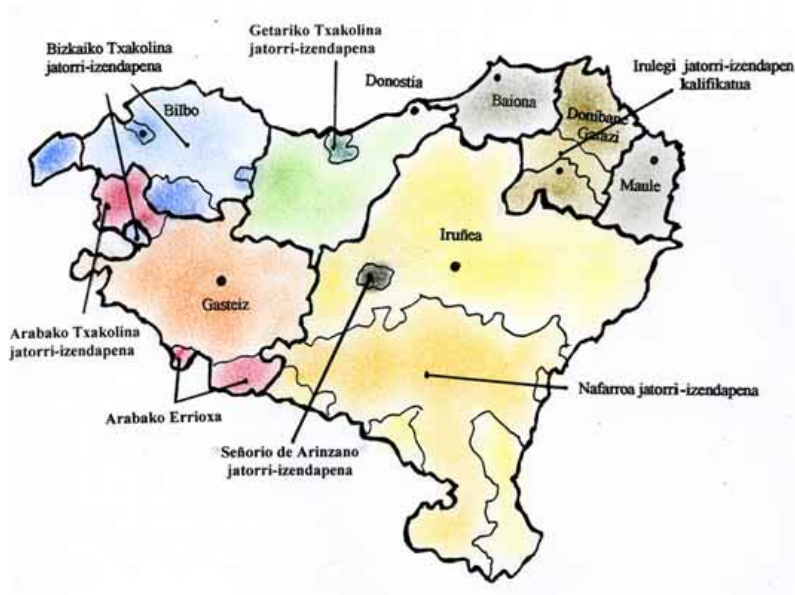 Bizkaiko Txakolina
jatorri-izendapena
Getariko Txakolina
jatorri-izendapena
Donostia
Irulegi jatorri-izendapen
kalifikatua
Bilbo
Baiona
Donibane
Garazi
Maule
Iruñea
Gasteiz
Arabako Txakolina
jatorri-izendapena
Nafarroa jatorri-izendapena
Arabako Errioxa
Señorio de Arinzano
jatorri-izendapena